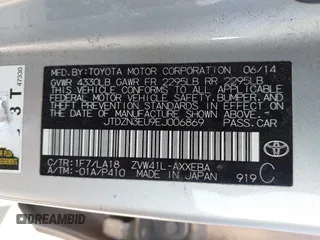 MFD. BY: TOYOTA MOTOR CORPORATION 06/14
GVWR 4330LB GAWR FR 2295LB RR 2295LB
THIS VEHICLE CONFORMS TO ALL APPLICABLE
FEDERAL MOTOR VEHICLE SAFETY, BUMPER, AND
THEFT PREVENTION STANDARDS IN EFFECT ON THE
DATE OF MANUFACTURE SHOWN ABOVE.
JTDZN3EU9EJ006869 PASS.CAR
C/TR:1F7/LA18 ZVW41L-AXXEBA
A/TM:-01A/P410 MADE IN JAPAN 919 C
47330
3T